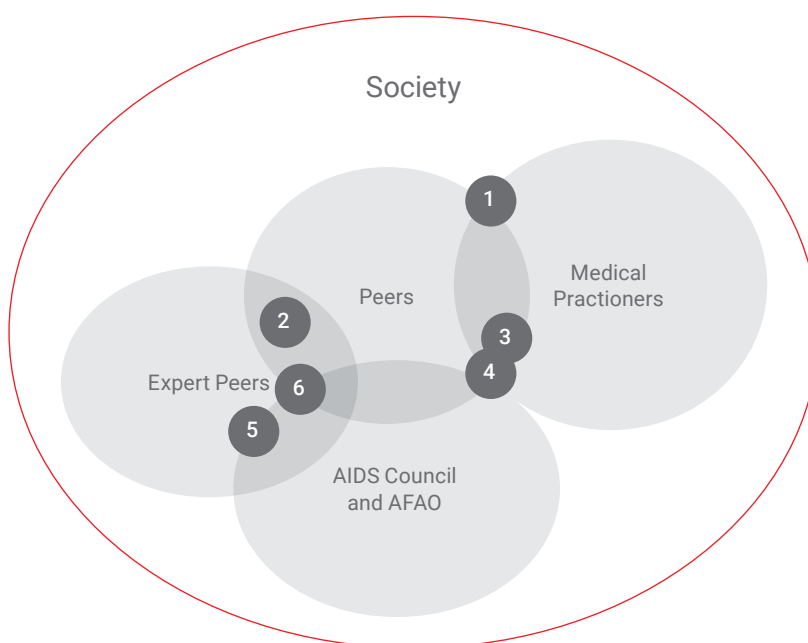 Society
1
Medical
Practioners
Peers
2
3
4
Expert Peers
6
5
AIDS Council
and AFAO